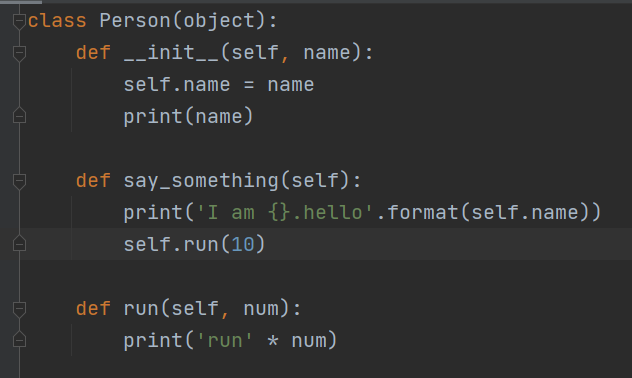 class Person(object):
    def __init__(self, name):
        self.name = name
        print(name)

    def say_something(self):
        print('I am {}.hello'.format(self.name))
        self.run(10)

    def run(self, num):
        print('run' * num)